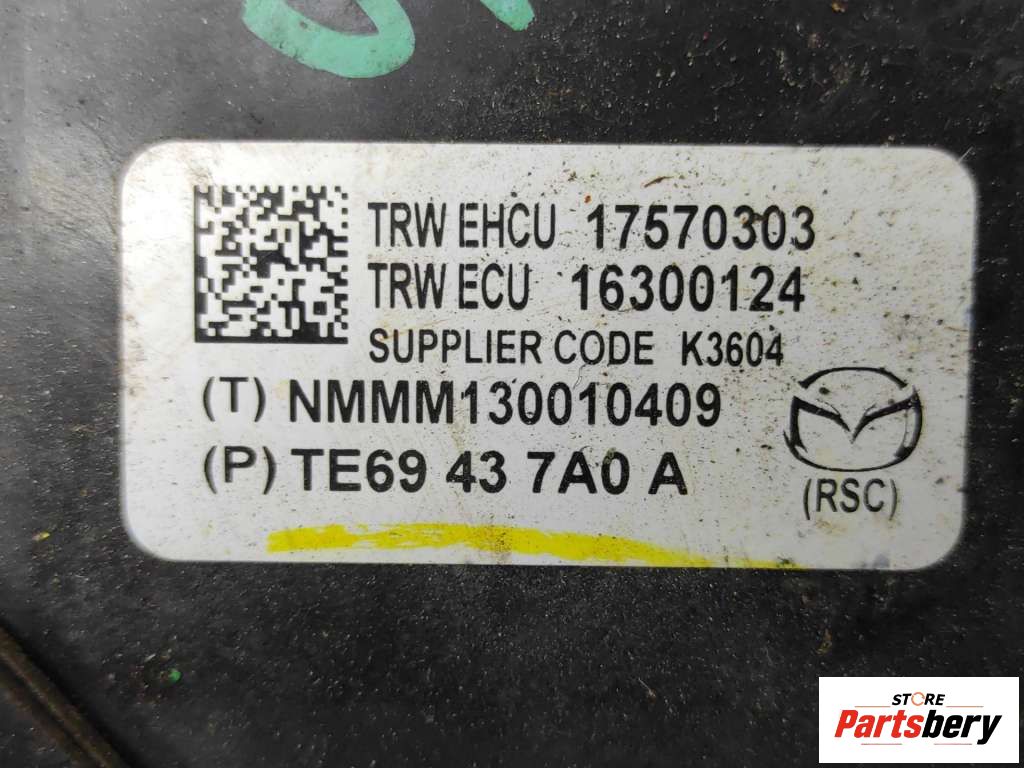 TRW EHCU 17570303
TRW ECU 16300124
SUPPLIER CODE K3604
(T) NMMM130010409
(P) TE69 43 7A0 A
(RSC)
STORE
Partsbery